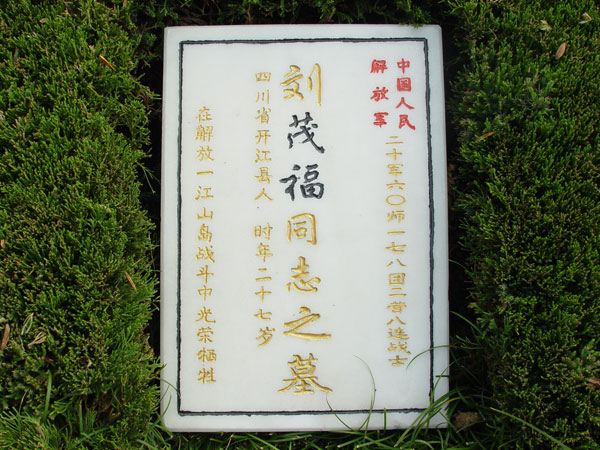 中國人民
解放军
二十军六〇师一七八团二营八连战士
刘茂福同志之墓
四川省开江县人 时年二十七岁
在解放一江山岛战斗中光荣牺牲